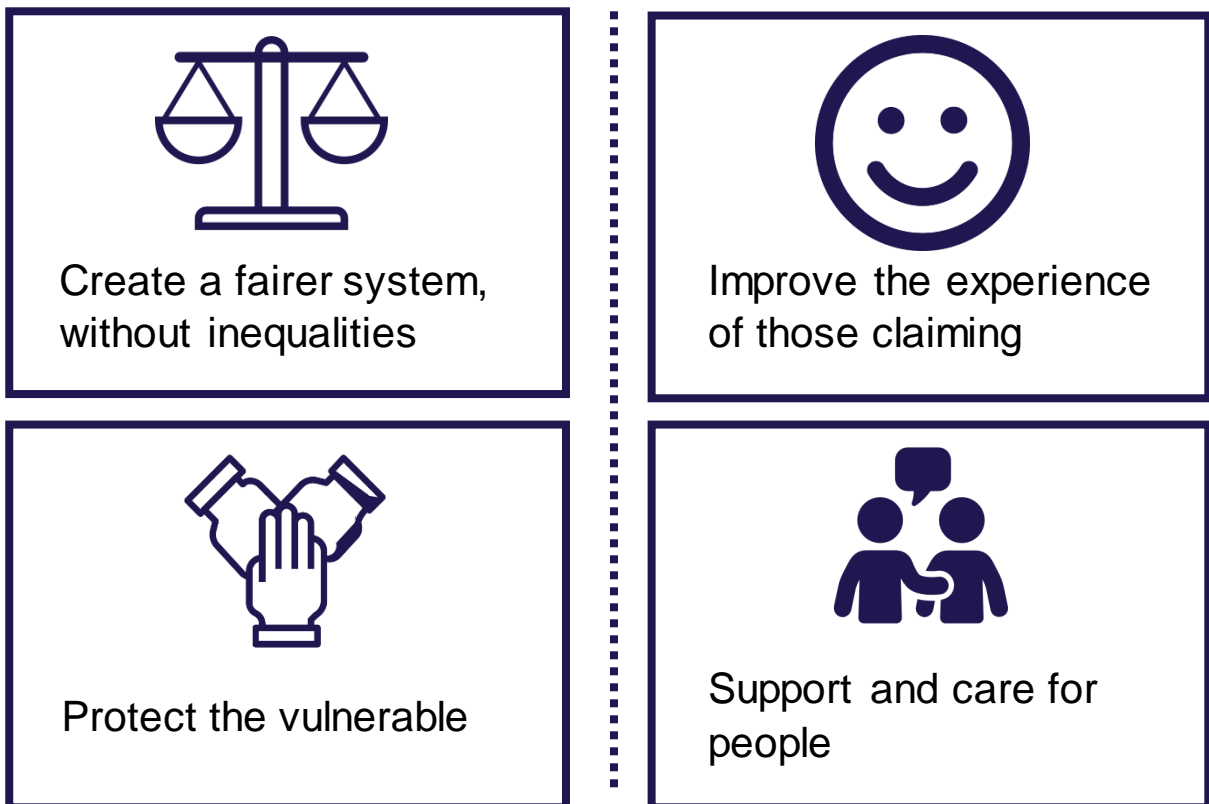 Create a fairer system,
without inequalities
Improve the experience
of those claiming
Protect the vulnerable
Support and care for
people